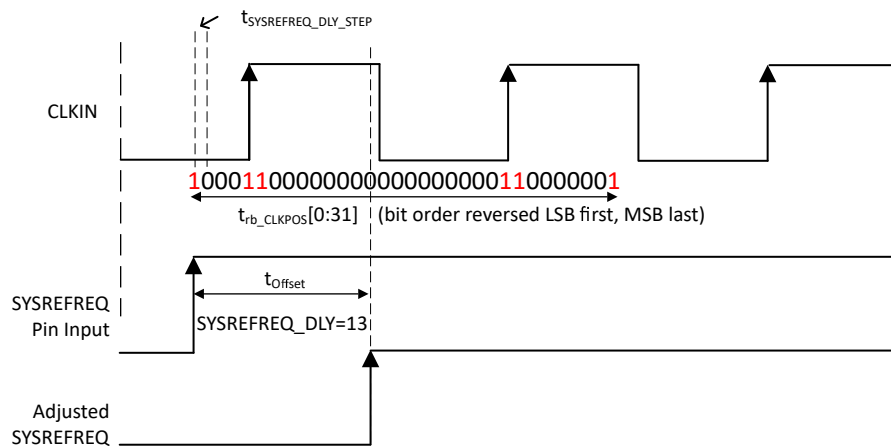 tSYSREFREQ_DLY_STEP
CLKIN
10001100000000000000000110000001
trb_CLKPOS[0:31] (bit order reversed LSB first, MSB last)
tOffset
SYSREFREQ
Pin Input
SYSREFREQ_DLY=13
Adjusted
SYSREFREQ